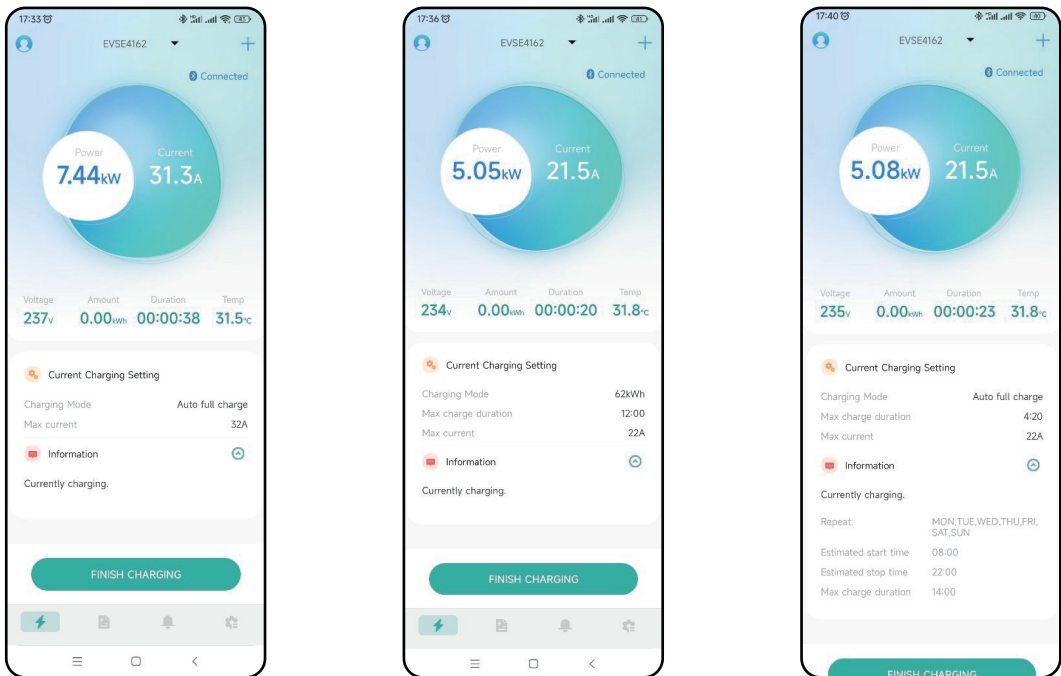 17:33
41
EVSE4162
Connected
Power
Current
7.44kW
31.3A
Voltage
Amount
Duration
Temp
237V
0.00kWh
00:00:38
31.5°C
Current Charging Setting
Charging Mode
Auto full charge
Max current
32A
Information
Currently charging.
FINISH CHARGING
17:36
41
EVSE4162
Connected
Power
Current
5.05kW
21.5A
Voltage
Amount
Duration
Temp
234V
0.00kWh
00:00:20
31.8°C
Current Charging Setting
Charging Mode
62kWh
Max charge duration
12:00
Max current
22A
Information
Currently charging.
FINISH CHARGING
17:40
40
EVSE4162
Connected
Power
Current
5.08kW
21.5A
Voltage
Amount
Duration
Temp
235V
0.00kWh
00:00:23
31.8°C
Current Charging Setting
Charging Mode
Auto full charge
Max charge duration
4:20
Max current
22A
Information
Currently charging.
Repeat:
MON,TUE,WED,THU,FRI,
SAT,SUN
Estimated start time
08:00
Estimated stop time
22:00
Max charge duration
14:00
FINISH CHARGING